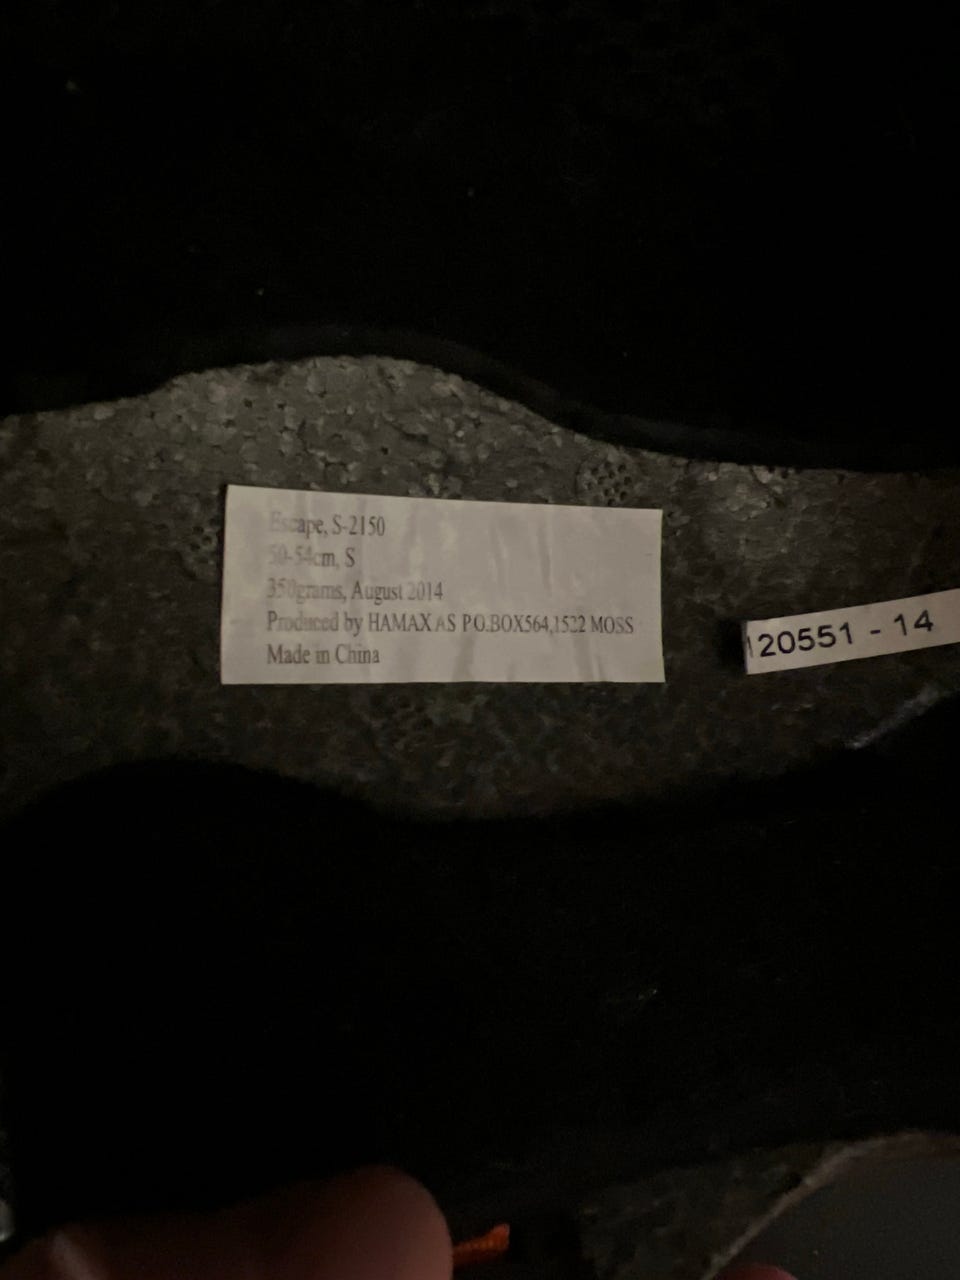 Escape, S-2150
50-54cm, S
350grams, August 2014
Produced by HAMAX AS PO.BOX564,1522 MOSS
Made in China
120551 - 14